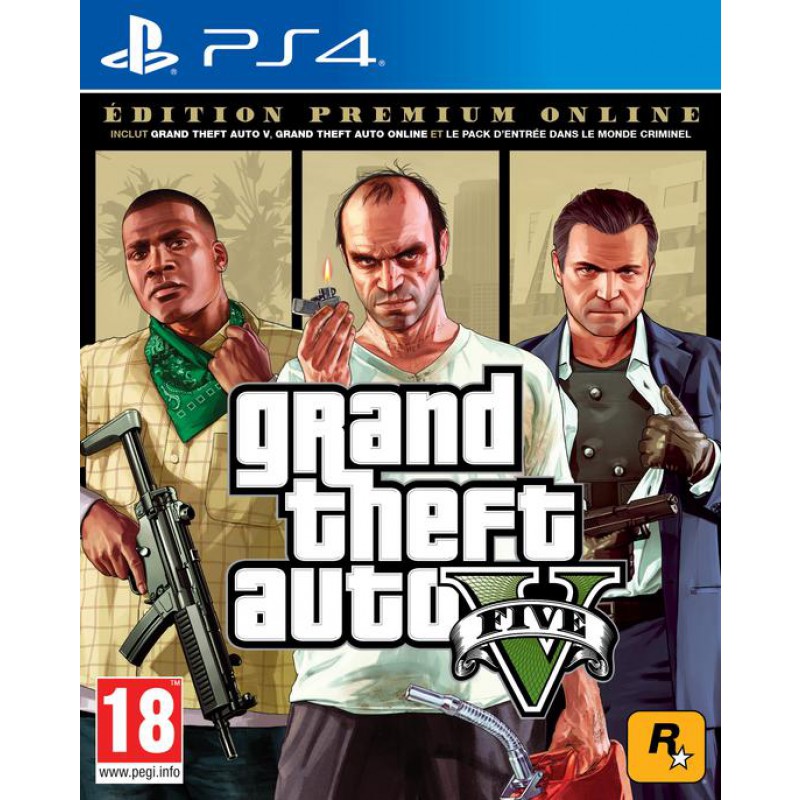 PS4
ÉDITION PREMIUM ONLINE
INCLUT GRAND THEFT AUTO V, GRAND THEFT AUTO ONLINE ET LE PACK D'ENTRÉE DANS LE MONDE CRIMINEL
grand
theft
auto V
FIVE
18
www.pegi.info
R